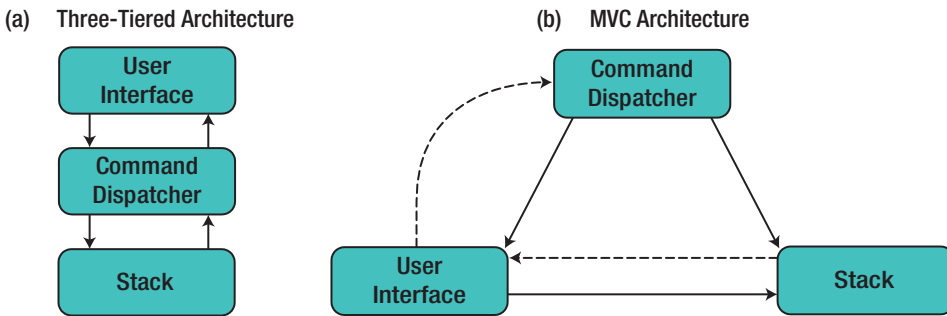 (a) Three-Tiered Architecture
User
Interface
Command
Dispatcher
Stack
(b) MVC Architecture
Command
Dispatcher
User
Interface
Stack